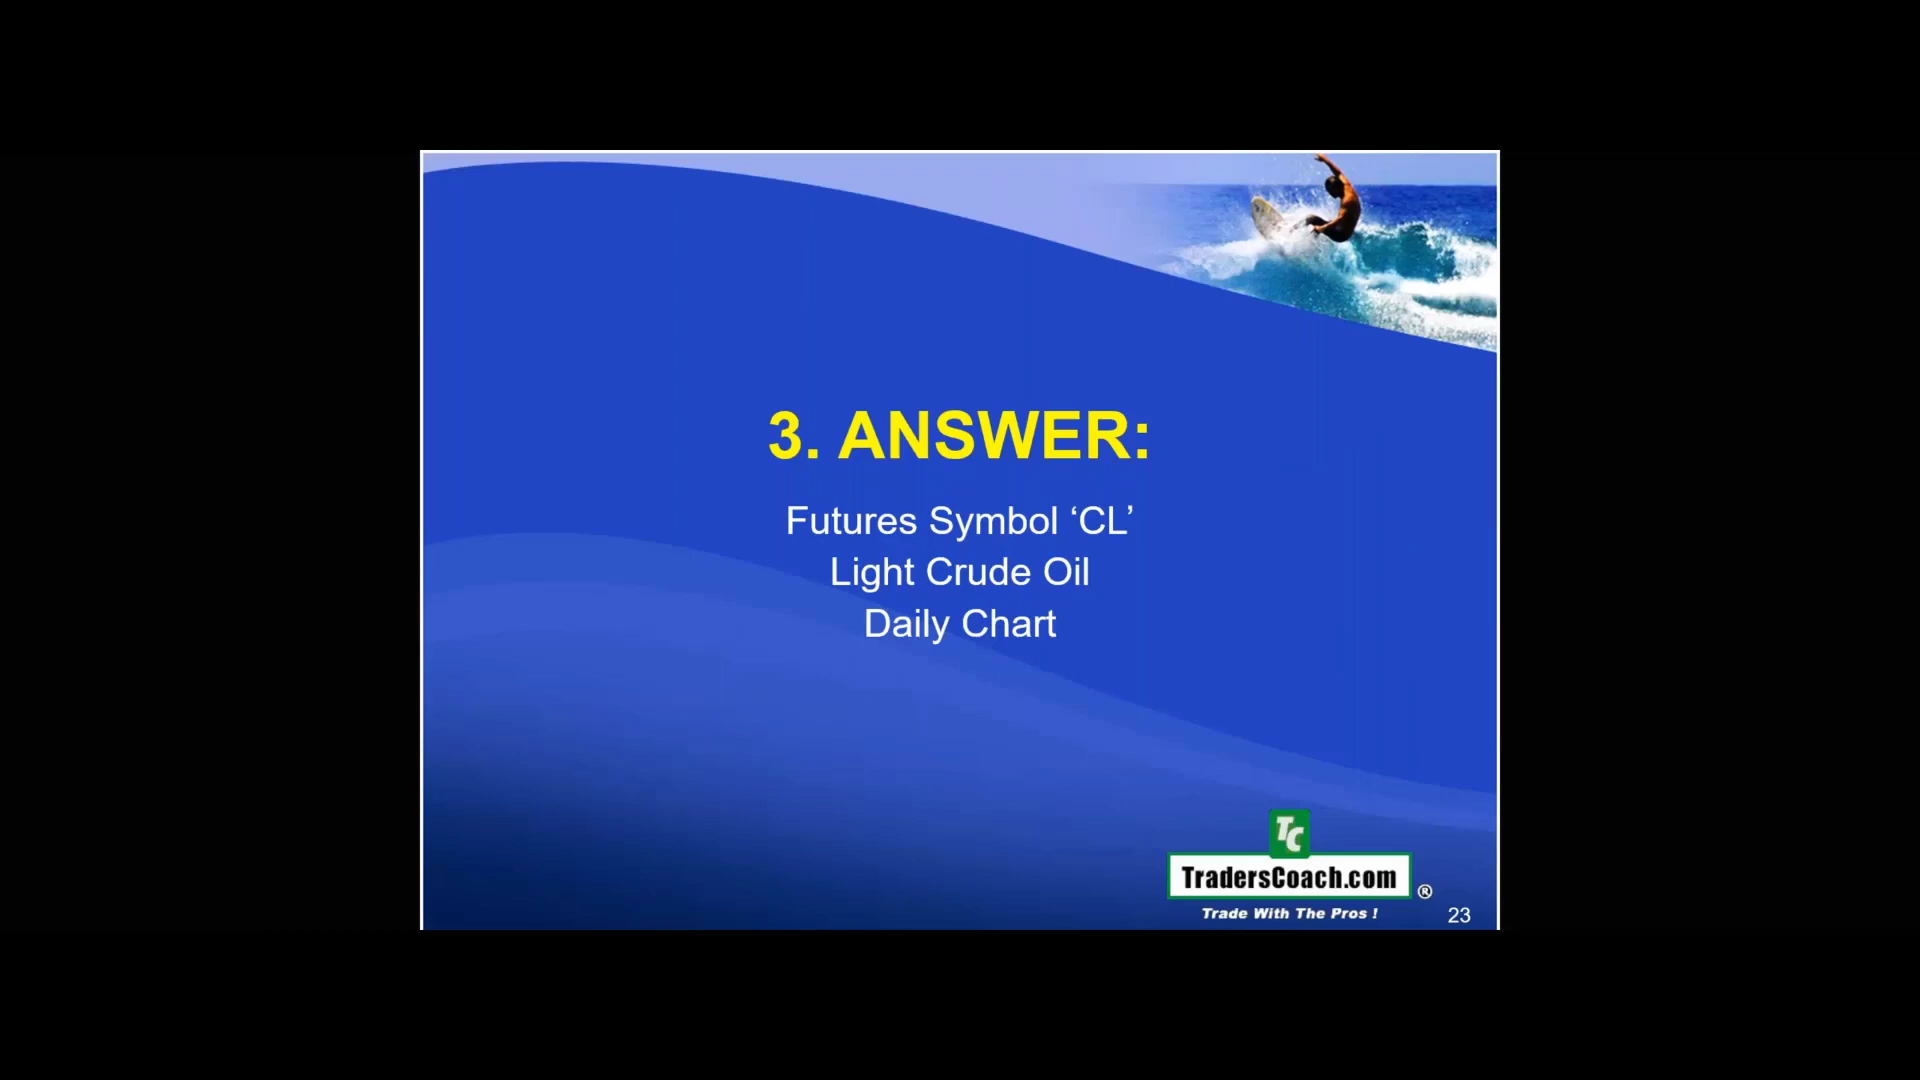 3. ANSWER:
Futures Symbol ‘CL’
Light Crude Oil
Daily Chart
TC
TradersCoach.com ®
Trade With The Pros !
23